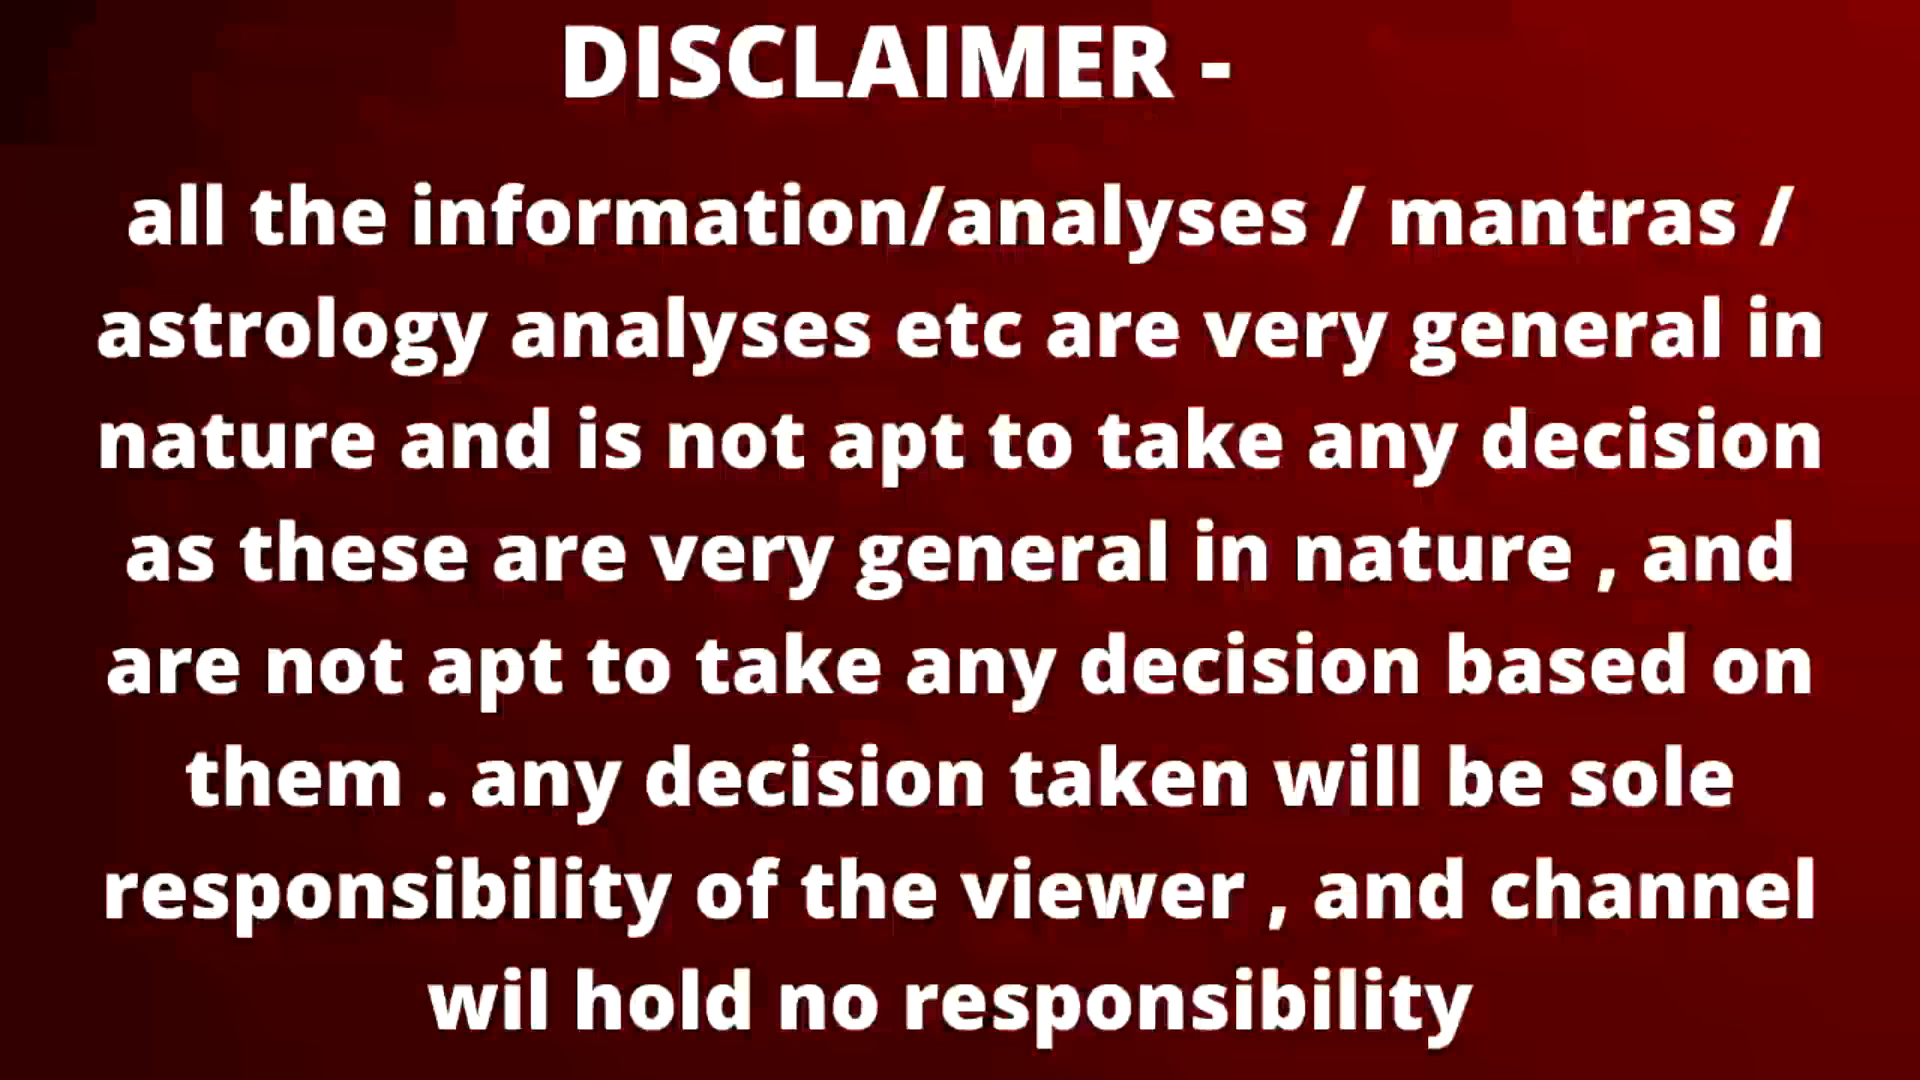 DISCLAIMER -
all the information/analyses / mantras /
astrology analyses etc are very general in
nature and is not apt to take any decision
as these are very general in nature , and
are not apt to take any decision based on
them . any decision taken will be sole
responsibility of the viewer , and channel
wil hold no responsibility